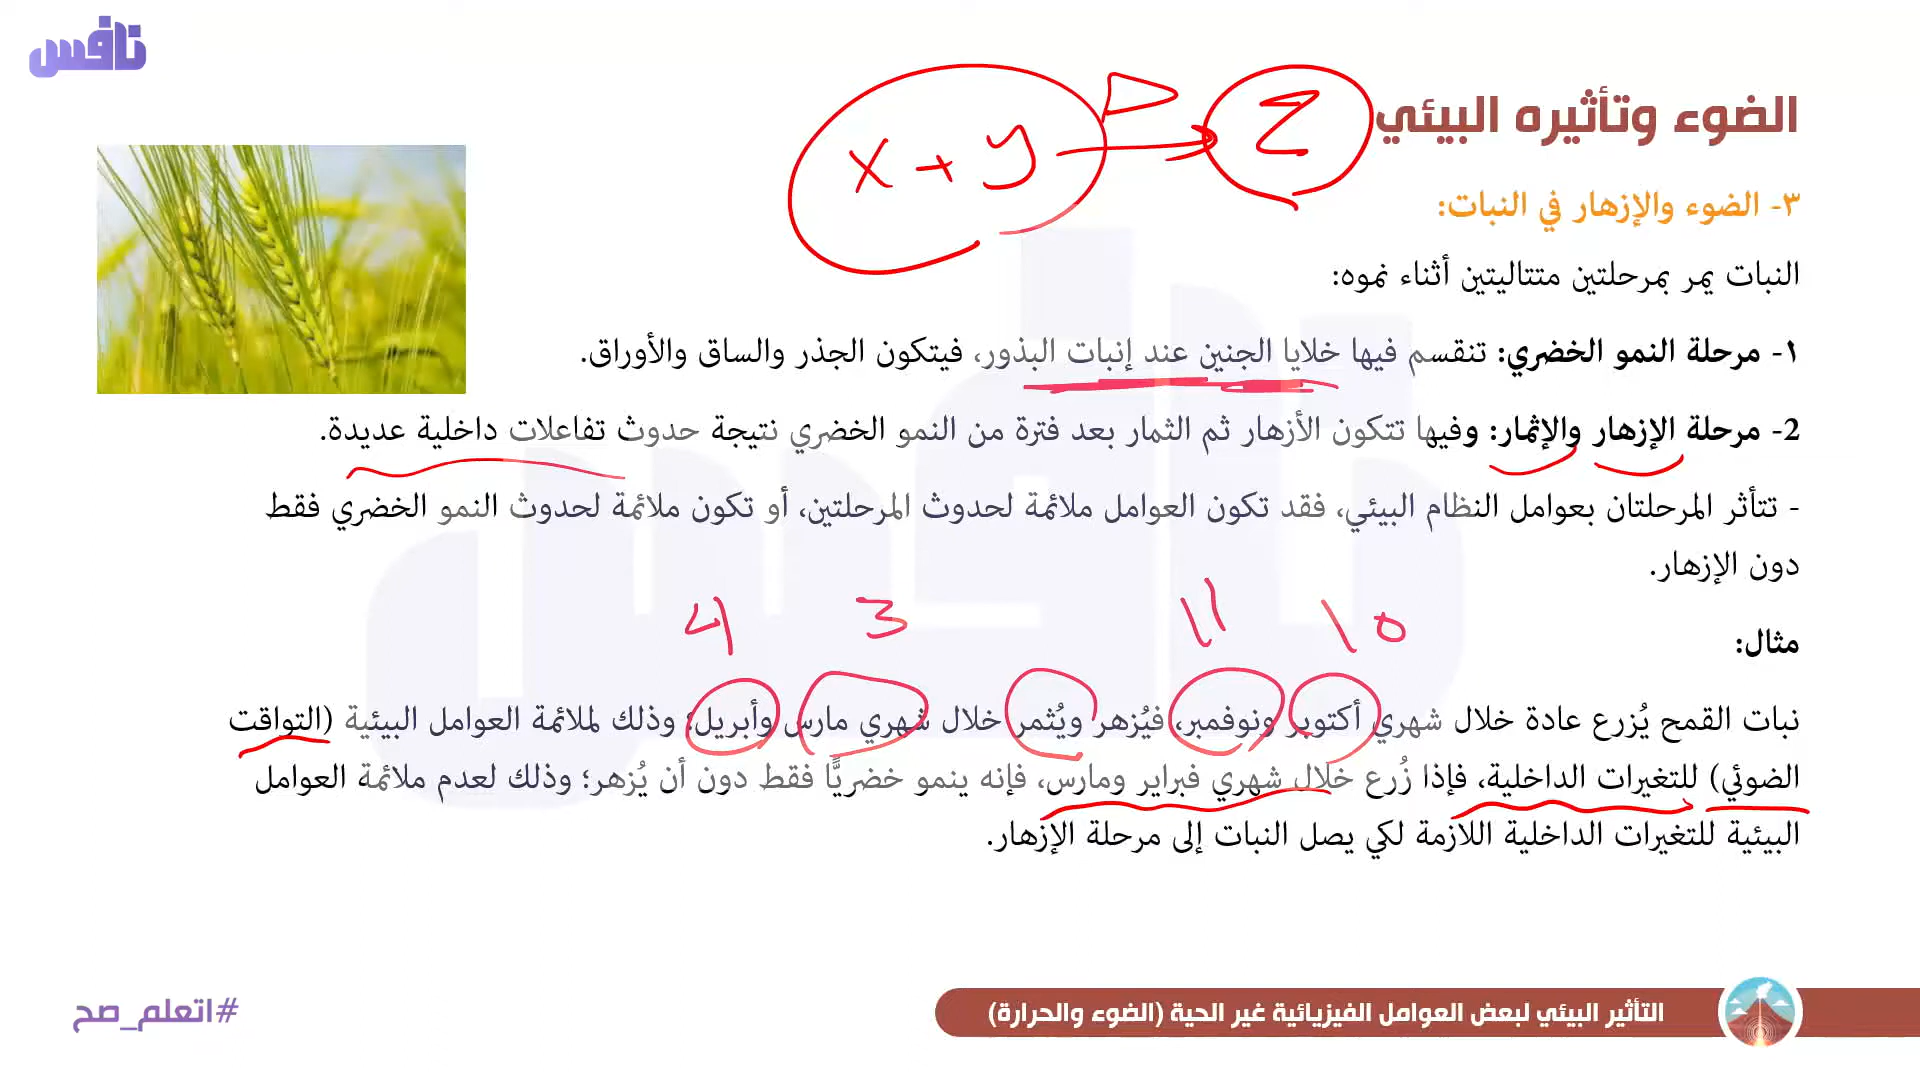 نافس
الضوء وتأثيره البيئي
x + y → z
٣- الضوء والإزهار في النبات:
النبات يمر بمرحلتين متتاليتين أثناء نموه:
١- مرحلة النمو الخضري: تنقسم فيها خلايا الجنين عند إنبات البذور، فيتكون الجذر والساق والأوراق.
2- مرحلة الإزهار والإثمار: وفيها تتكون الأزهار ثم الثمار بعد فترة من النمو الخضري نتيجة حدوث تفاعلات داخلية عديدة.
- تتأثر المرحلتان بعوامل النظام البيئي، فقد تكون العوامل ملائمة لحدوث المرحلتين، أو تكون ملائمة لحدوث النمو الخضري فقط
دون الإزهار.
4 3 11 10
مثال:
نبات القمح يُزرع عادة خلال شهري أكتوبر ونوفمبر، فيُزهر ويُثمر خلال شهري مارس وأبريل؛ وذلك لملائمة العوامل البيئية (التواقت
الضوئي) للتغيرات الداخلية، فإذا زُرع خلال شهري فبراير ومارس، فإنه ينمو خضريًّا فقط دون أن يُزهر؛ وذلك لعدم ملائمة العوامل
البيئية للتغيرات الداخلية اللازمة لكي يصل النبات إلى مرحلة الإزهار.
التأثير البيئي لبعض العوامل الفيزيائية غير الحية (الضوء والحرارة)
#اتعلم_صح